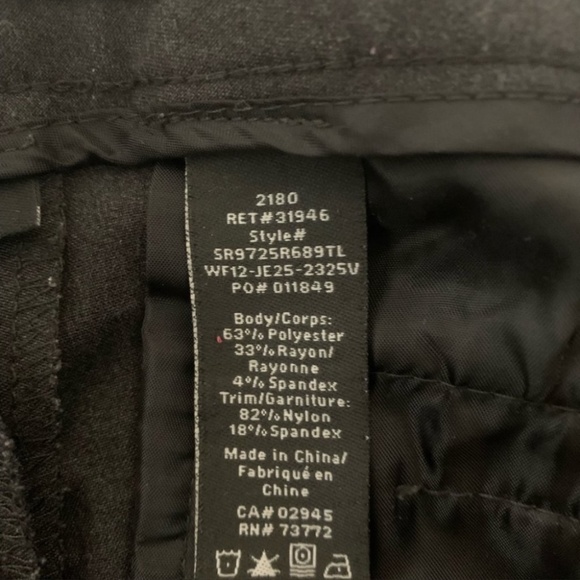 2180
RET#31946
Style#
SR9725R689TL
WF12-JE25-2325V
PO# 011849
Body/Corps:
63% Polyester
33% Rayon/
Rayonne
4% Spandex
Trim/Garniture:
82% Nylon
18% Spandex
Made in China/
Fabriqué en
Chine
CA# 02945
RN# 73772